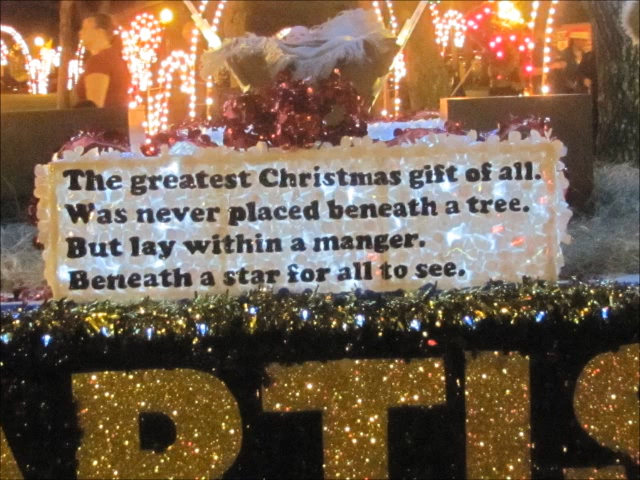 The greatest Christmas gift of all.
Was never placed beneath a tree.
But lay within a manger.
Beneath a star for all to see.
ARTIS